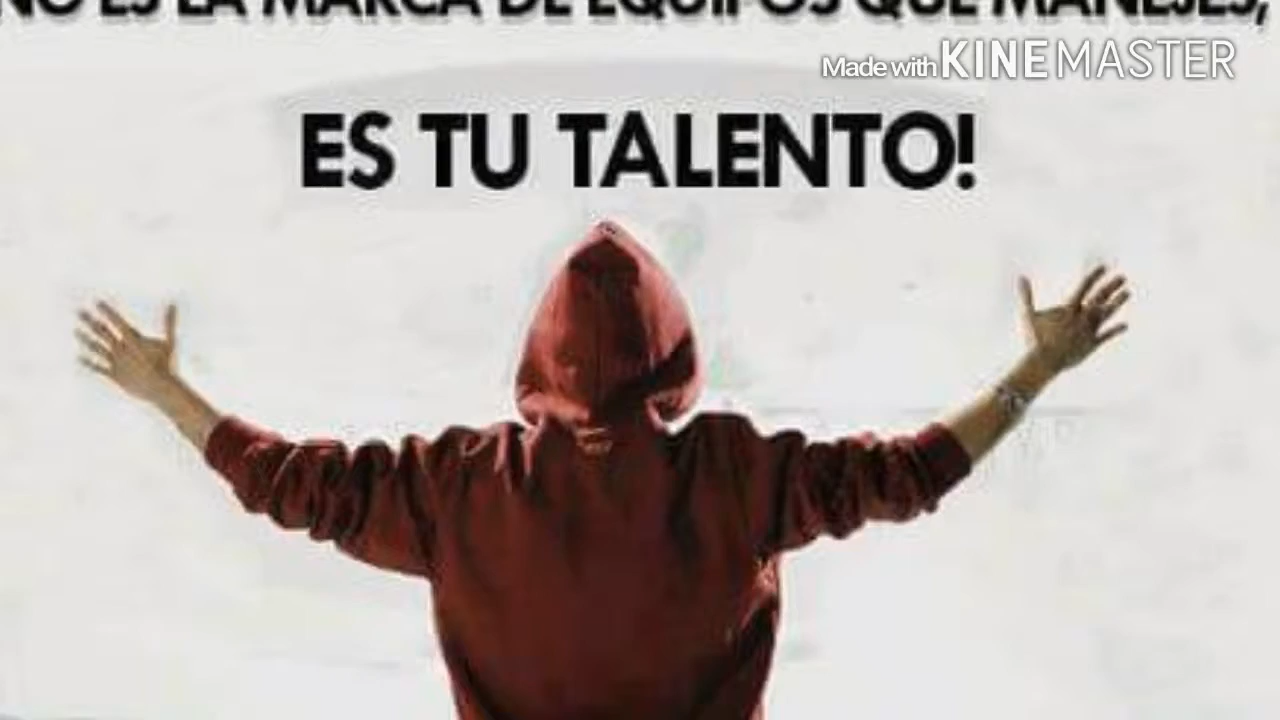 NO ES LA MARCA DE EQUIPOS QUE MANEJES,
Made with KINEMASTER
ES TU TALENTO!